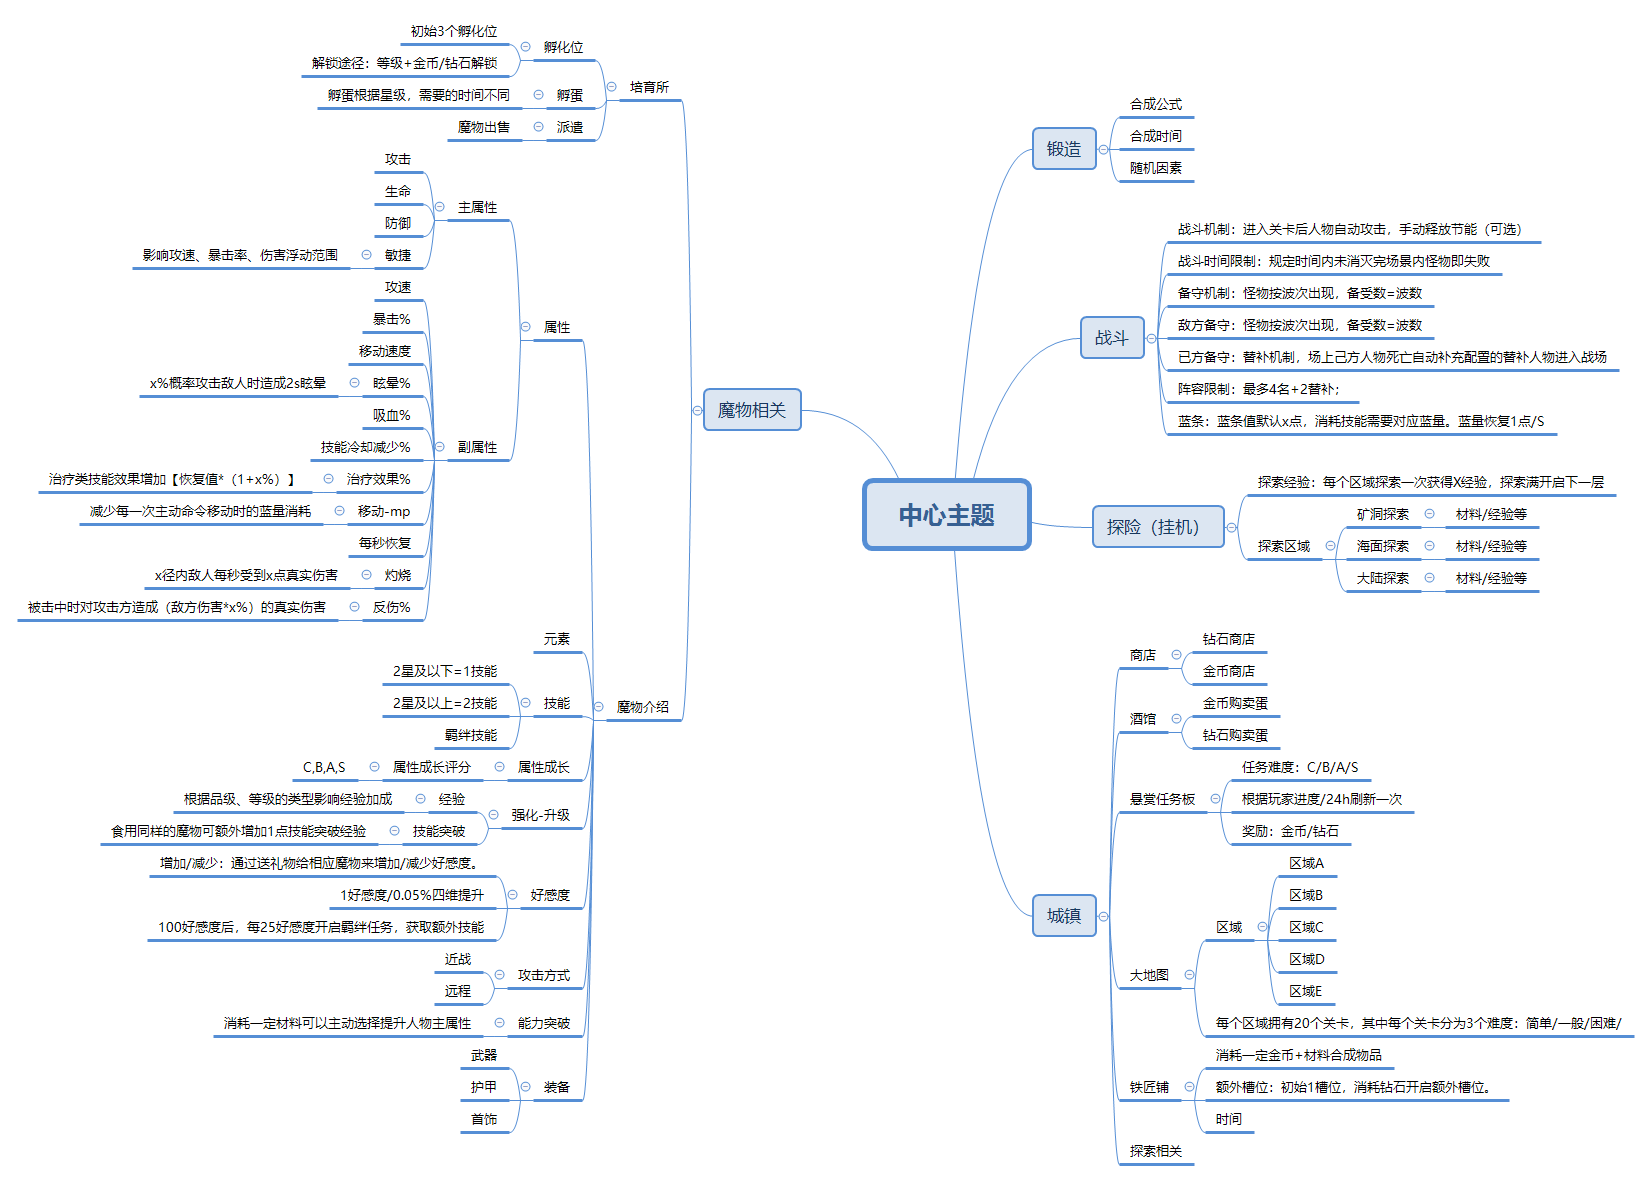 中心主题
锻造
合成公式
合成时间
随机因素
战斗
战斗机制：进入关卡后人物自动攻击，手动释放节能（可选）
战斗时间限制：规定时间内未消灭完场景内怪物即失败
备守机制：怪物按波次出现，备受数=波数
敌方备守：怪物按波次出现，备受数=波数
已方备守：替补机制，场上己方人物死亡自动补充配置的替补人物进入战场
阵容限制：最多4名+2替补；
蓝条：蓝条值默认x点，消耗技能需要对应蓝量。蓝量恢复1点/S
探险（挂机）
探索经验：每个区域探索一次获得X经验，探索满开启下一层
探索区域
矿洞探索
材料/经验等
海面探索
材料/经验等
大陆探索
材料/经验等
城镇
商店
钻石商店
金币商店
酒馆
金币购卖蛋
钻石购卖蛋
悬赏任务板
任务难度：C/B/A/S
根据玩家进度/24h刷新一次
奖励：金币/钻石
大地图
区域
区域A
区域B
区域C
区域D
区域E
每个区域拥有20个关卡，其中每个关卡分为3个难度：简单/一般/困难/
铁匠铺
消耗一定金币+材料合成物品
额外槽位：初始1槽位，消耗钻石开启额外槽位。
时间
探索相关
魔物相关
培育所
孵化位
初始3个孵化位
解锁途径：等级+金币/钻石解锁
孵蛋
孵蛋根据星级，需要的时间不同
派遣
魔物出售
魔物介绍
属性
主属性
攻击
生命
防御
敏捷
影响攻速、暴击率、伤害浮动范围
副属性
攻速
暴击%
移动速度
眩晕%
x%概率攻击敌人时造成2s眩晕
吸血%
技能冷却减少%
治疗效果%
治疗类技能效果增加【恢复值*（1+x%）】
移动-mp
减少每一次主动命令移动时的蓝量消耗
每秒恢复
灼烧
x径内敌人每秒受到x点真实伤害
反伤%
被击中时对攻击方造成（敌方伤害*x%）的真实伤害
元素
技能
2星及以下=1技能
2星及以上=2技能
羁绊技能
属性成长
属性成长评分
C,B,A,S
强化-升级
经验
根据品级、等级的类型影响经验加成
技能突破
食用同样的魔物可额外增加1点技能突破经验
好感度
增加/减少：通过送礼物给相应魔物来增加/减少好感度。
1好感度/0.05%四维提升
100好感度后，每25好感度开启羁绊任务，获取额外技能
攻击方式
近战
远程
能力突破
消耗一定材料可以主动选择提升人物主属性
装备
武器
护甲
首饰